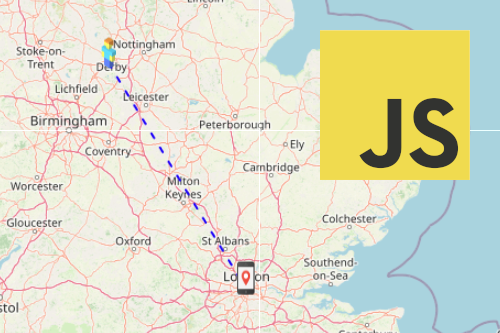 Nottingham
Stoke-on-
Trent
Derby
Lichfield
Leicester
Birmingham
Peterborough
JS
Coventry
Ely
Cambridge
Worcester
Milton
Keynes
Gloucester
Colchester
Oxford
St Albans
Southend-
on-Sea
London
stol
Canterbury